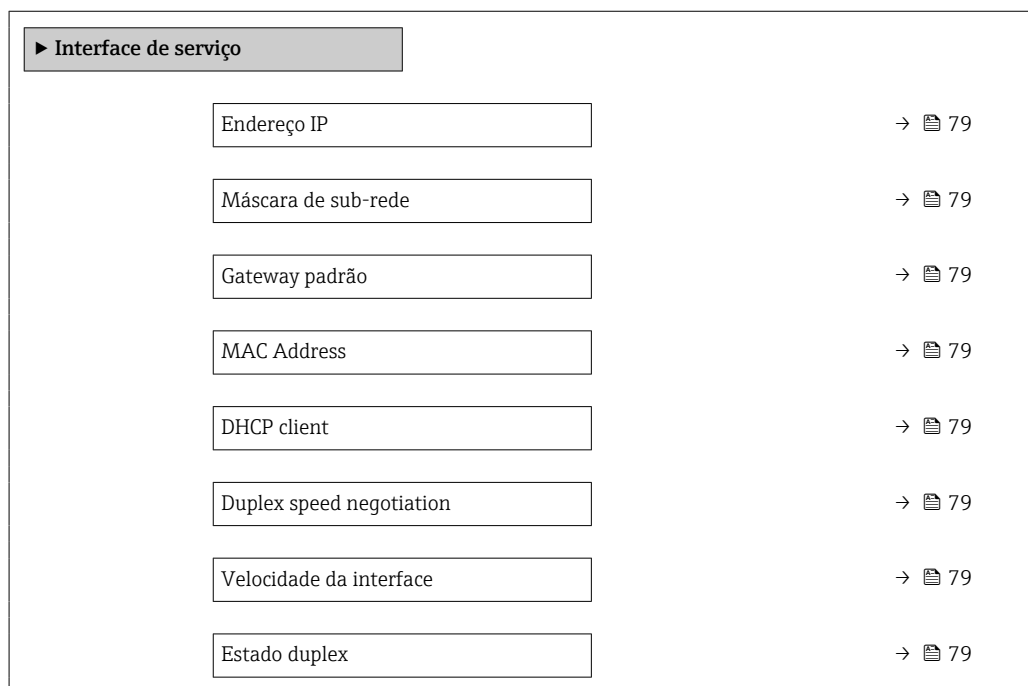 ▶ Interface de serviço
Endereço IP → 79
Máscara de sub-rede → 79
Gateway padrão → 79
MAC Address → 79
DHCP client → 79
Duplex speed negotiation → 79
Velocidade da interface → 79
Estado duplex → 79